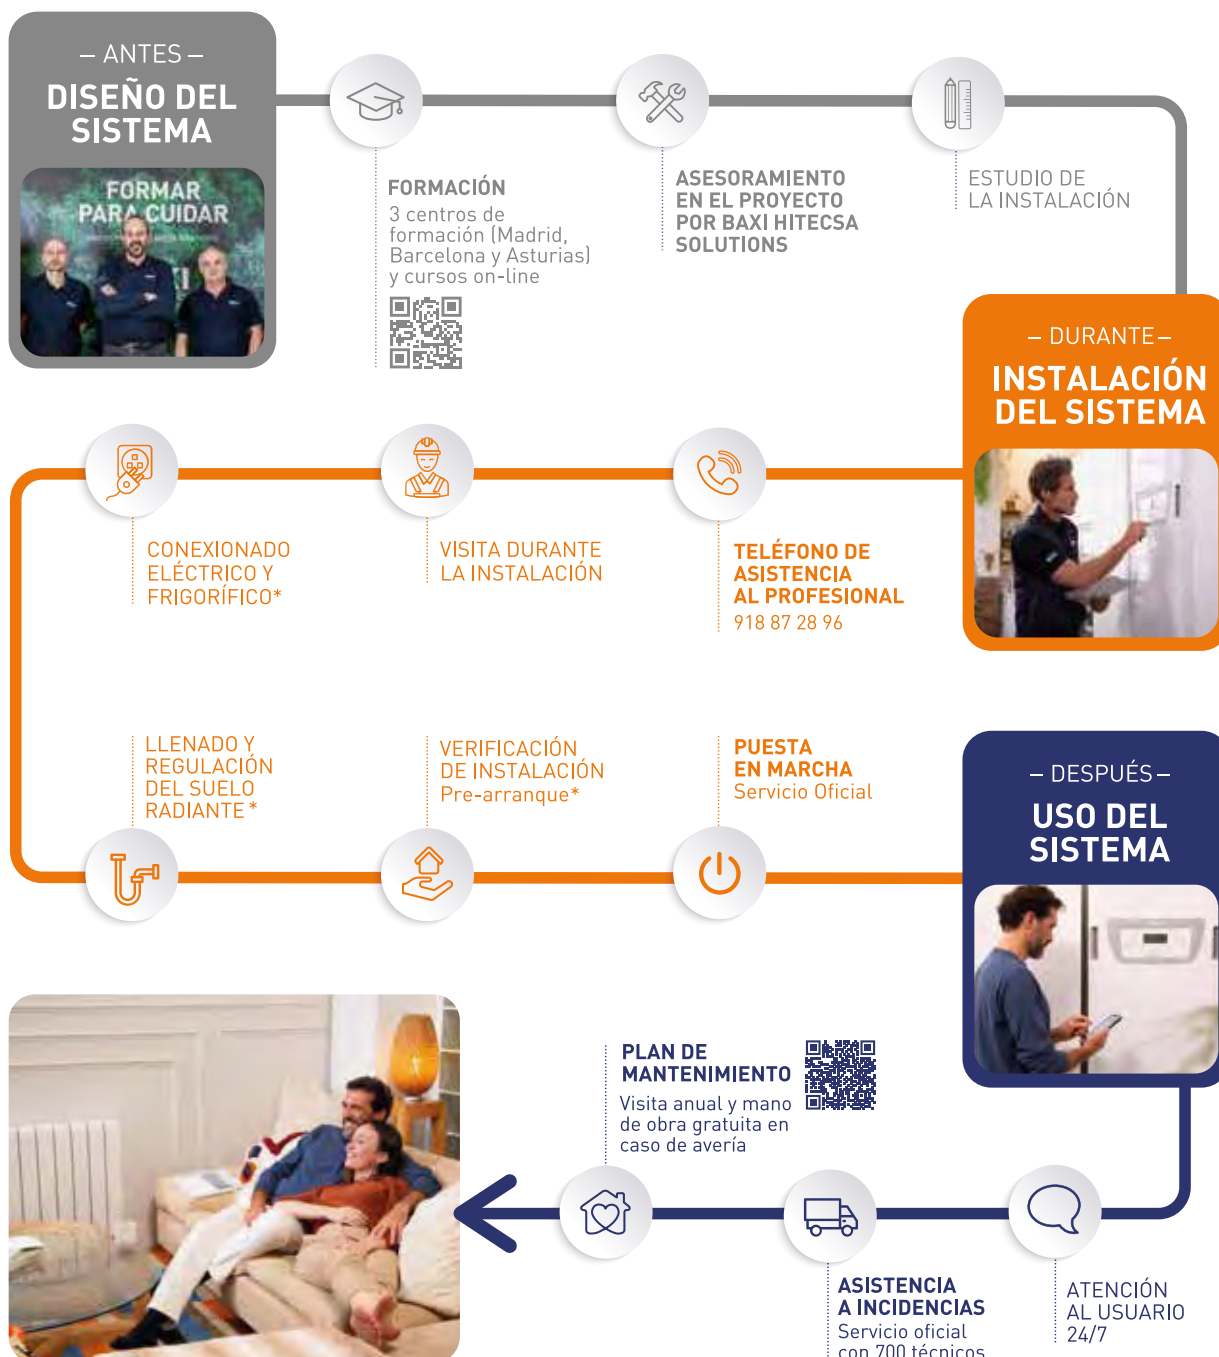 – ANTES –
DISEÑO DEL
SISTEMA
FORMAR
PARA CUIDAR
FORMACIÓN
3 centros de
formación (Madrid,
Barcelona y Asturias)
y cursos on-line
ASESORAMIENTO
EN EL PROYECTO
POR BAXI HITECSA
SOLUTIONS
ESTUDIO DE
LA INSTALACIÓN
– DURANTE –
INSTALACIÓN
DEL SISTEMA
TELÉFONO DE
ASISTENCIA
AL PROFESIONAL
918 87 28 96
VISITA DURANTE
LA INSTALACIÓN
CONEXIONADO
ELÉCTRICO Y
FRIGORÍFICO*
LLENADO Y
REGULACIÓN
DEL SUELO
RADIANTE *
VERIFICACIÓN
DE INSTALACIÓN
Pre-arranque*
PUESTA
EN MARCHA
Servicio Oficial
– DESPUÉS –
USO DEL
SISTEMA
ATENCIÓN
AL USUARIO
24/7
ASISTENCIA
A INCIDENCIAS
Servicio oficial
con 700 técnicos
PLAN DE
MANTENIMIENTO
Visita anual y mano
de obra gratuita en
caso de avería